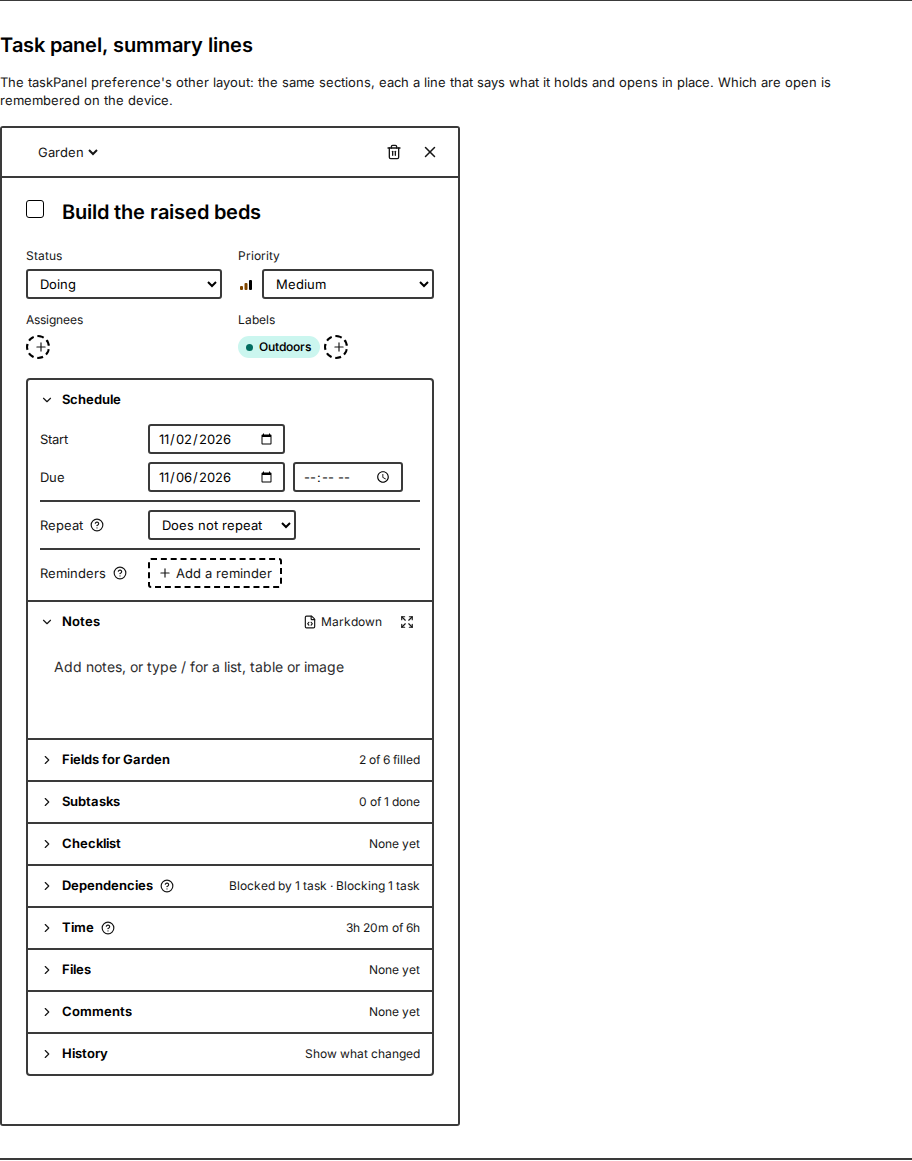 Task panel, summary lines
The taskPanel preference's other layout: the same sections, each a line that says what it holds and opens in place. Which are open is
remembered on the device.
Garden
Build the raised beds
Status
Priority
Doing
Medium
Assignees
Labels
Outdoors
Schedule
Start
11/02/2026
Due
11/06/2026
--:-- --
Repeat
Does not repeat
Reminders
+ Add a reminder
Notes
Markdown
Add notes, or type / for a list, table or image
Fields for Garden
2 of 6 filled
Subtasks
0 of 1 done
Checklist
None yet
Dependencies
Blocked by 1 task · Blocking 1 task
Time
3h 20m of 6h
Files
None yet
Comments
None yet
History
Show what changed